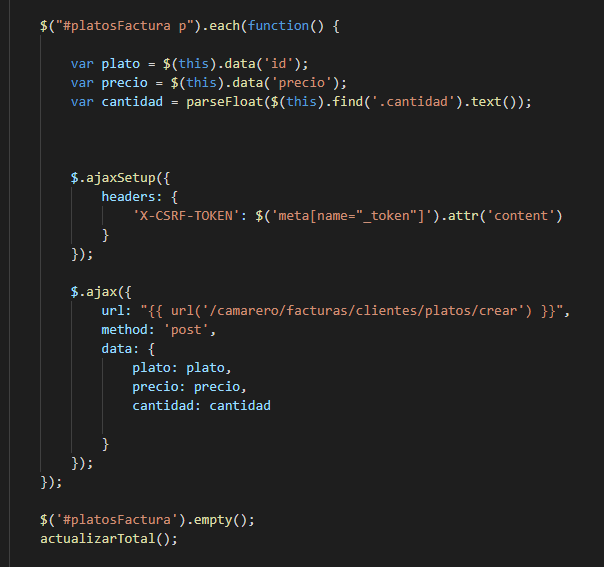 $("#platosFactura p").each(function() {
var plato = $(this).data('id');
var precio = $(this).data('precio');
var cantidad = parseFloat($(this).find('.cantidad').text());
$.ajaxSetup({
headers: {
'X-CSRF-TOKEN': $('meta[name="_token"]').attr('content')
}
});
$.ajax({
url: "{{ url('/camarero/facturas/clientes/platos/crear') }}",
method: 'post',
data: {
plato: plato,
precio: precio,
cantidad: cantidad
}
});
});
$('#platosFactura').empty();
actualizarTotal();